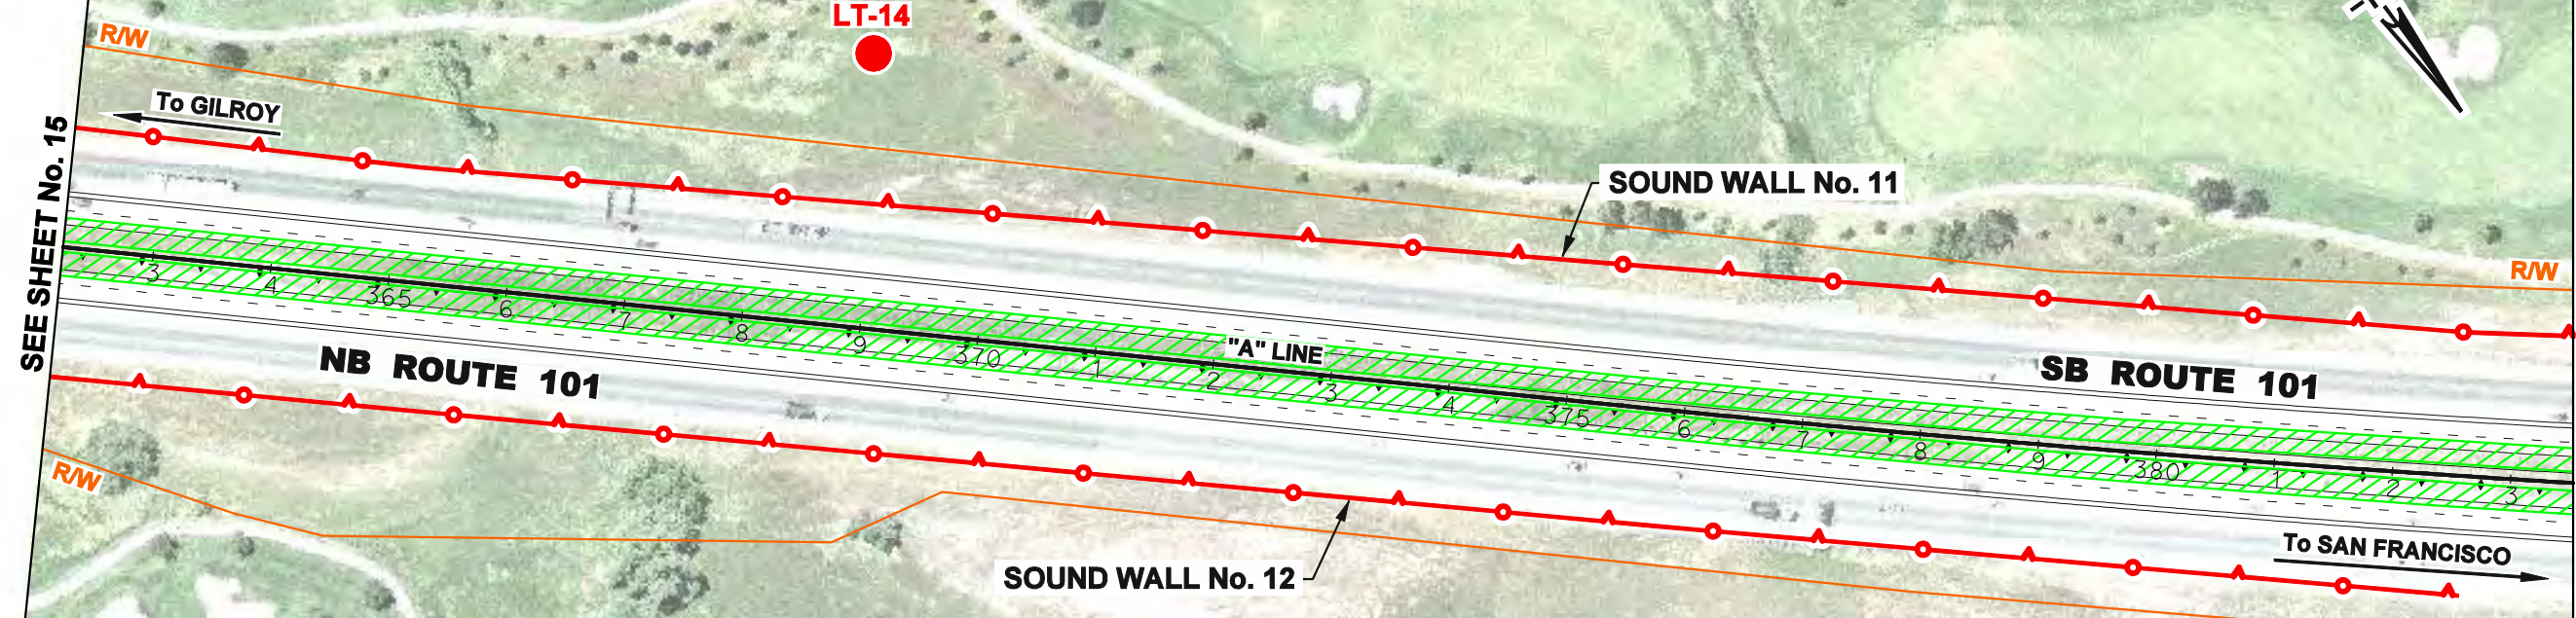 LT-14
R/W
To GILROY
SEE SHEET No. 15
SOUND WALL No. 11
R/W
3 4 365 6 7 8 9 370 1 2 3 4 375 6 7 8 9 380 1 2 3
"A" LINE
NB ROUTE 101
SB ROUTE 101
R/W
SOUND WALL No. 12
To SAN FRANCISCO